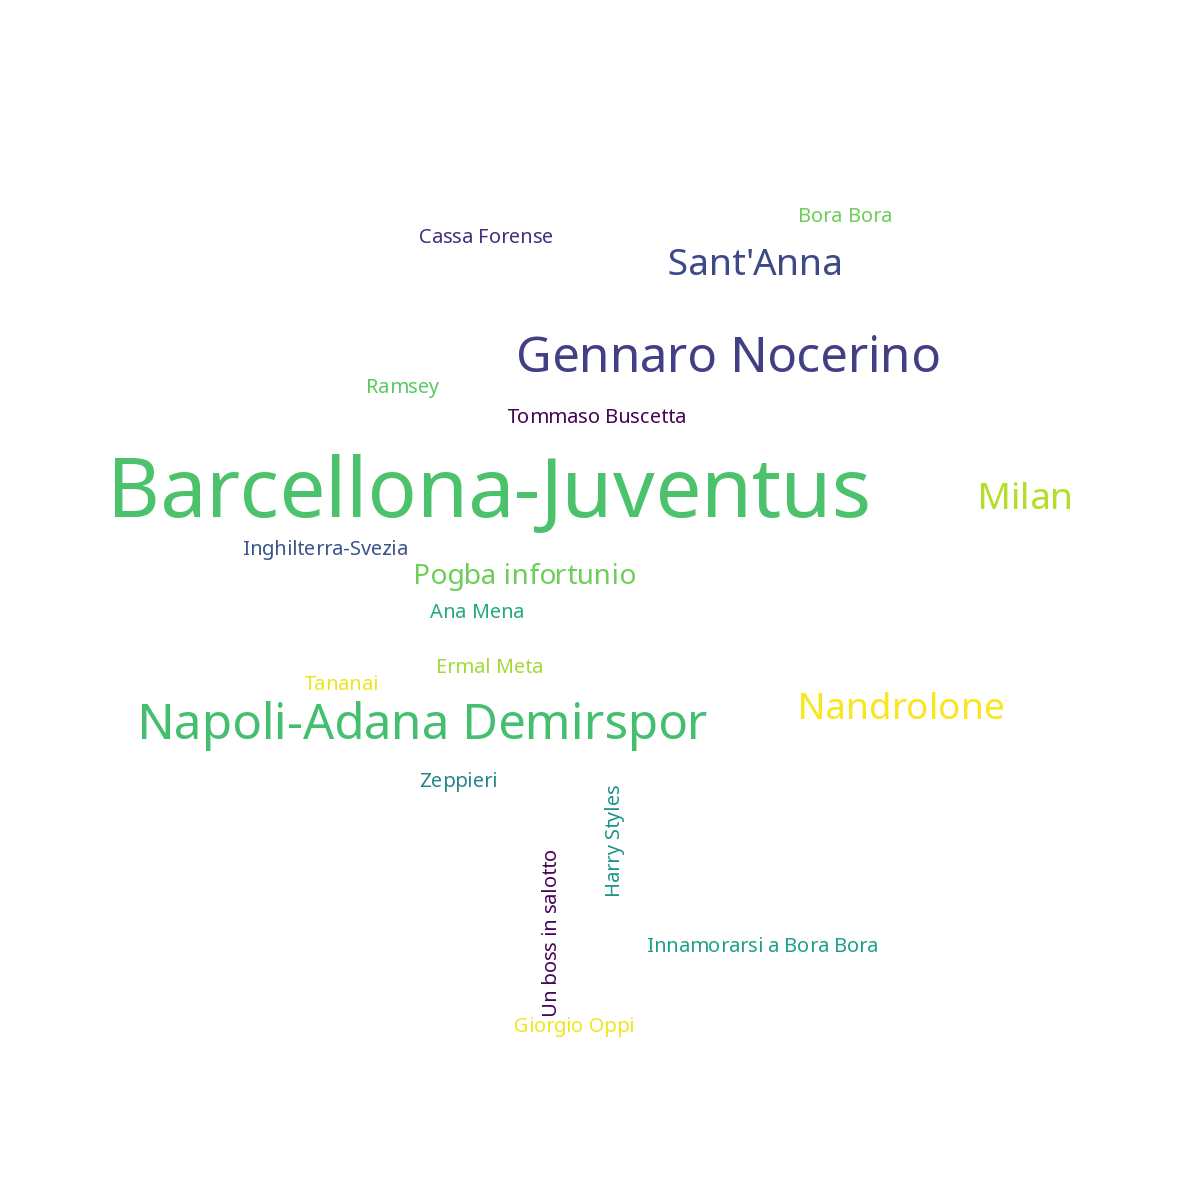 Bora Bora
Cassa Forense
Sant'Anna
Gennaro Nocerino
Ramsey
Tommaso Buscetta
Barcellona-Juventus
Milan
Inghilterra-Svezia
Pogba infortunio
Ana Mena
Ermal Meta
Tananai
Nandrolone
Napoli-Adana Demirspor
Zeppieri
Harry Styles
Un boss in salotto
Innamorarsi a Bora Bora
Giorgio Oppi